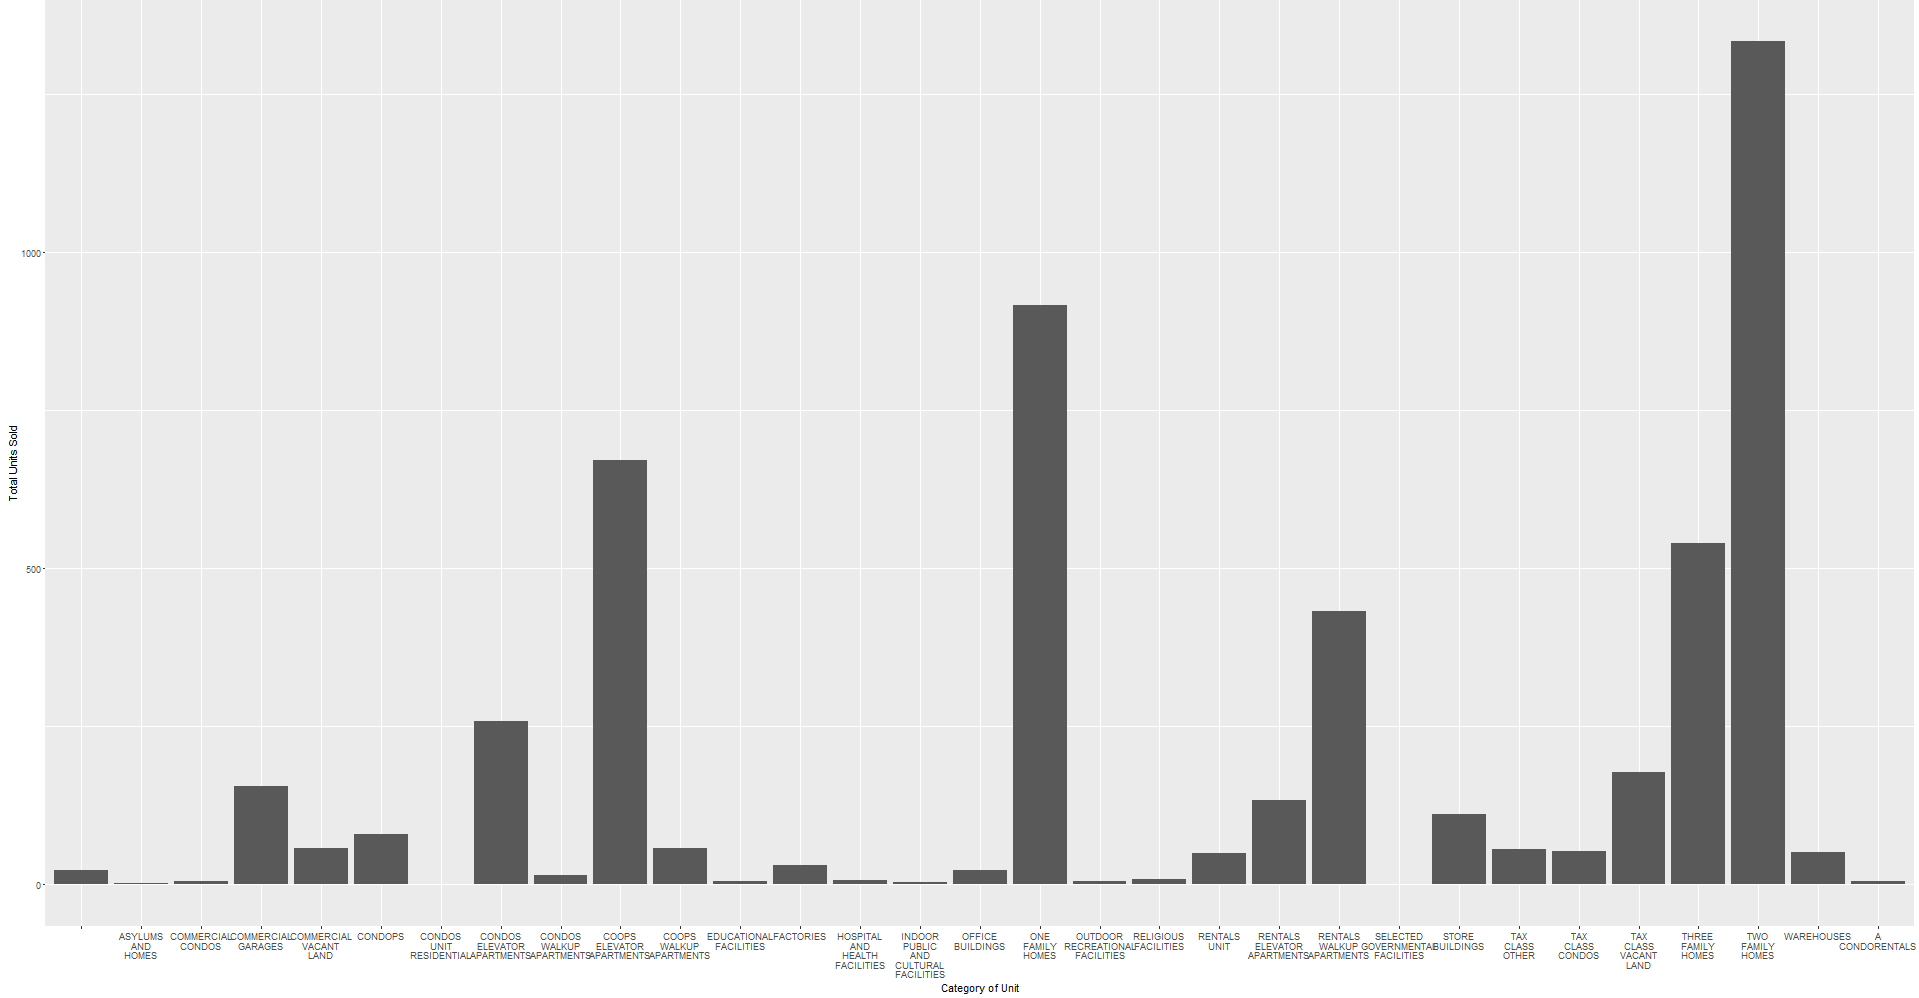 Total Units Sold
1000
500
0
ASYLUMS
AND
HOMES
COMMERCIAL
CONDOS
COMMERCIAL
GARAGES
COMMERCIAL
VACANT
LAND
CONDOPS
CONDOS
UNIT
RESIDENTIAL
CONDOS
ELEVATOR
APARTMENTS
CONDOS
WALKUP
APARTMENTS
COOPS
ELEVATOR
APARTMENTS
COOPS
WALKUP
APARTMENTS
EDUCATIONAL
FACILITIES
FACTORIES
HOSPITAL
AND
HEALTH
FACILITIES
INDOOR
PUBLIC
AND
CULTURAL
FACILITIES
OFFICE
BUILDINGS
ONE
FAMILY
HOMES
OUTDOOR
RECREATIONAL
FACILITIES
RELIGIOUS
FACILITIES
RENTALS
UNIT
RENTALS
ELEVATOR
APARTMENTS
RENTALS
WALKUP
APARTMENTS
SELECTED
GOVERNMENTAL
FACILITIES
STORE
BUILDINGS
TAX
CLASS
OTHER
TAX
CLASS
CONDOS
TAX
CLASS
VACANT
LAND
THREE
FAMILY
HOMES
TWO
FAMILY
HOMES
WAREHOUSES
A
CONDORENTALS
Category of Unit